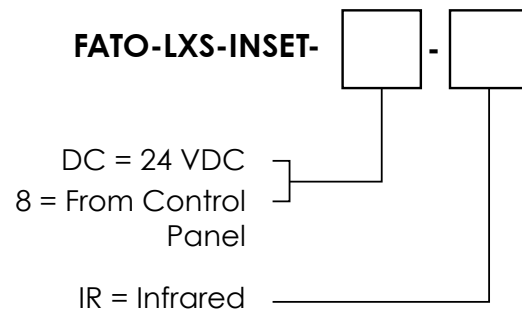 FATO-LXS-INSET- -
DC = 24 VDC
8 = From Control
Panel
IR = Infrared